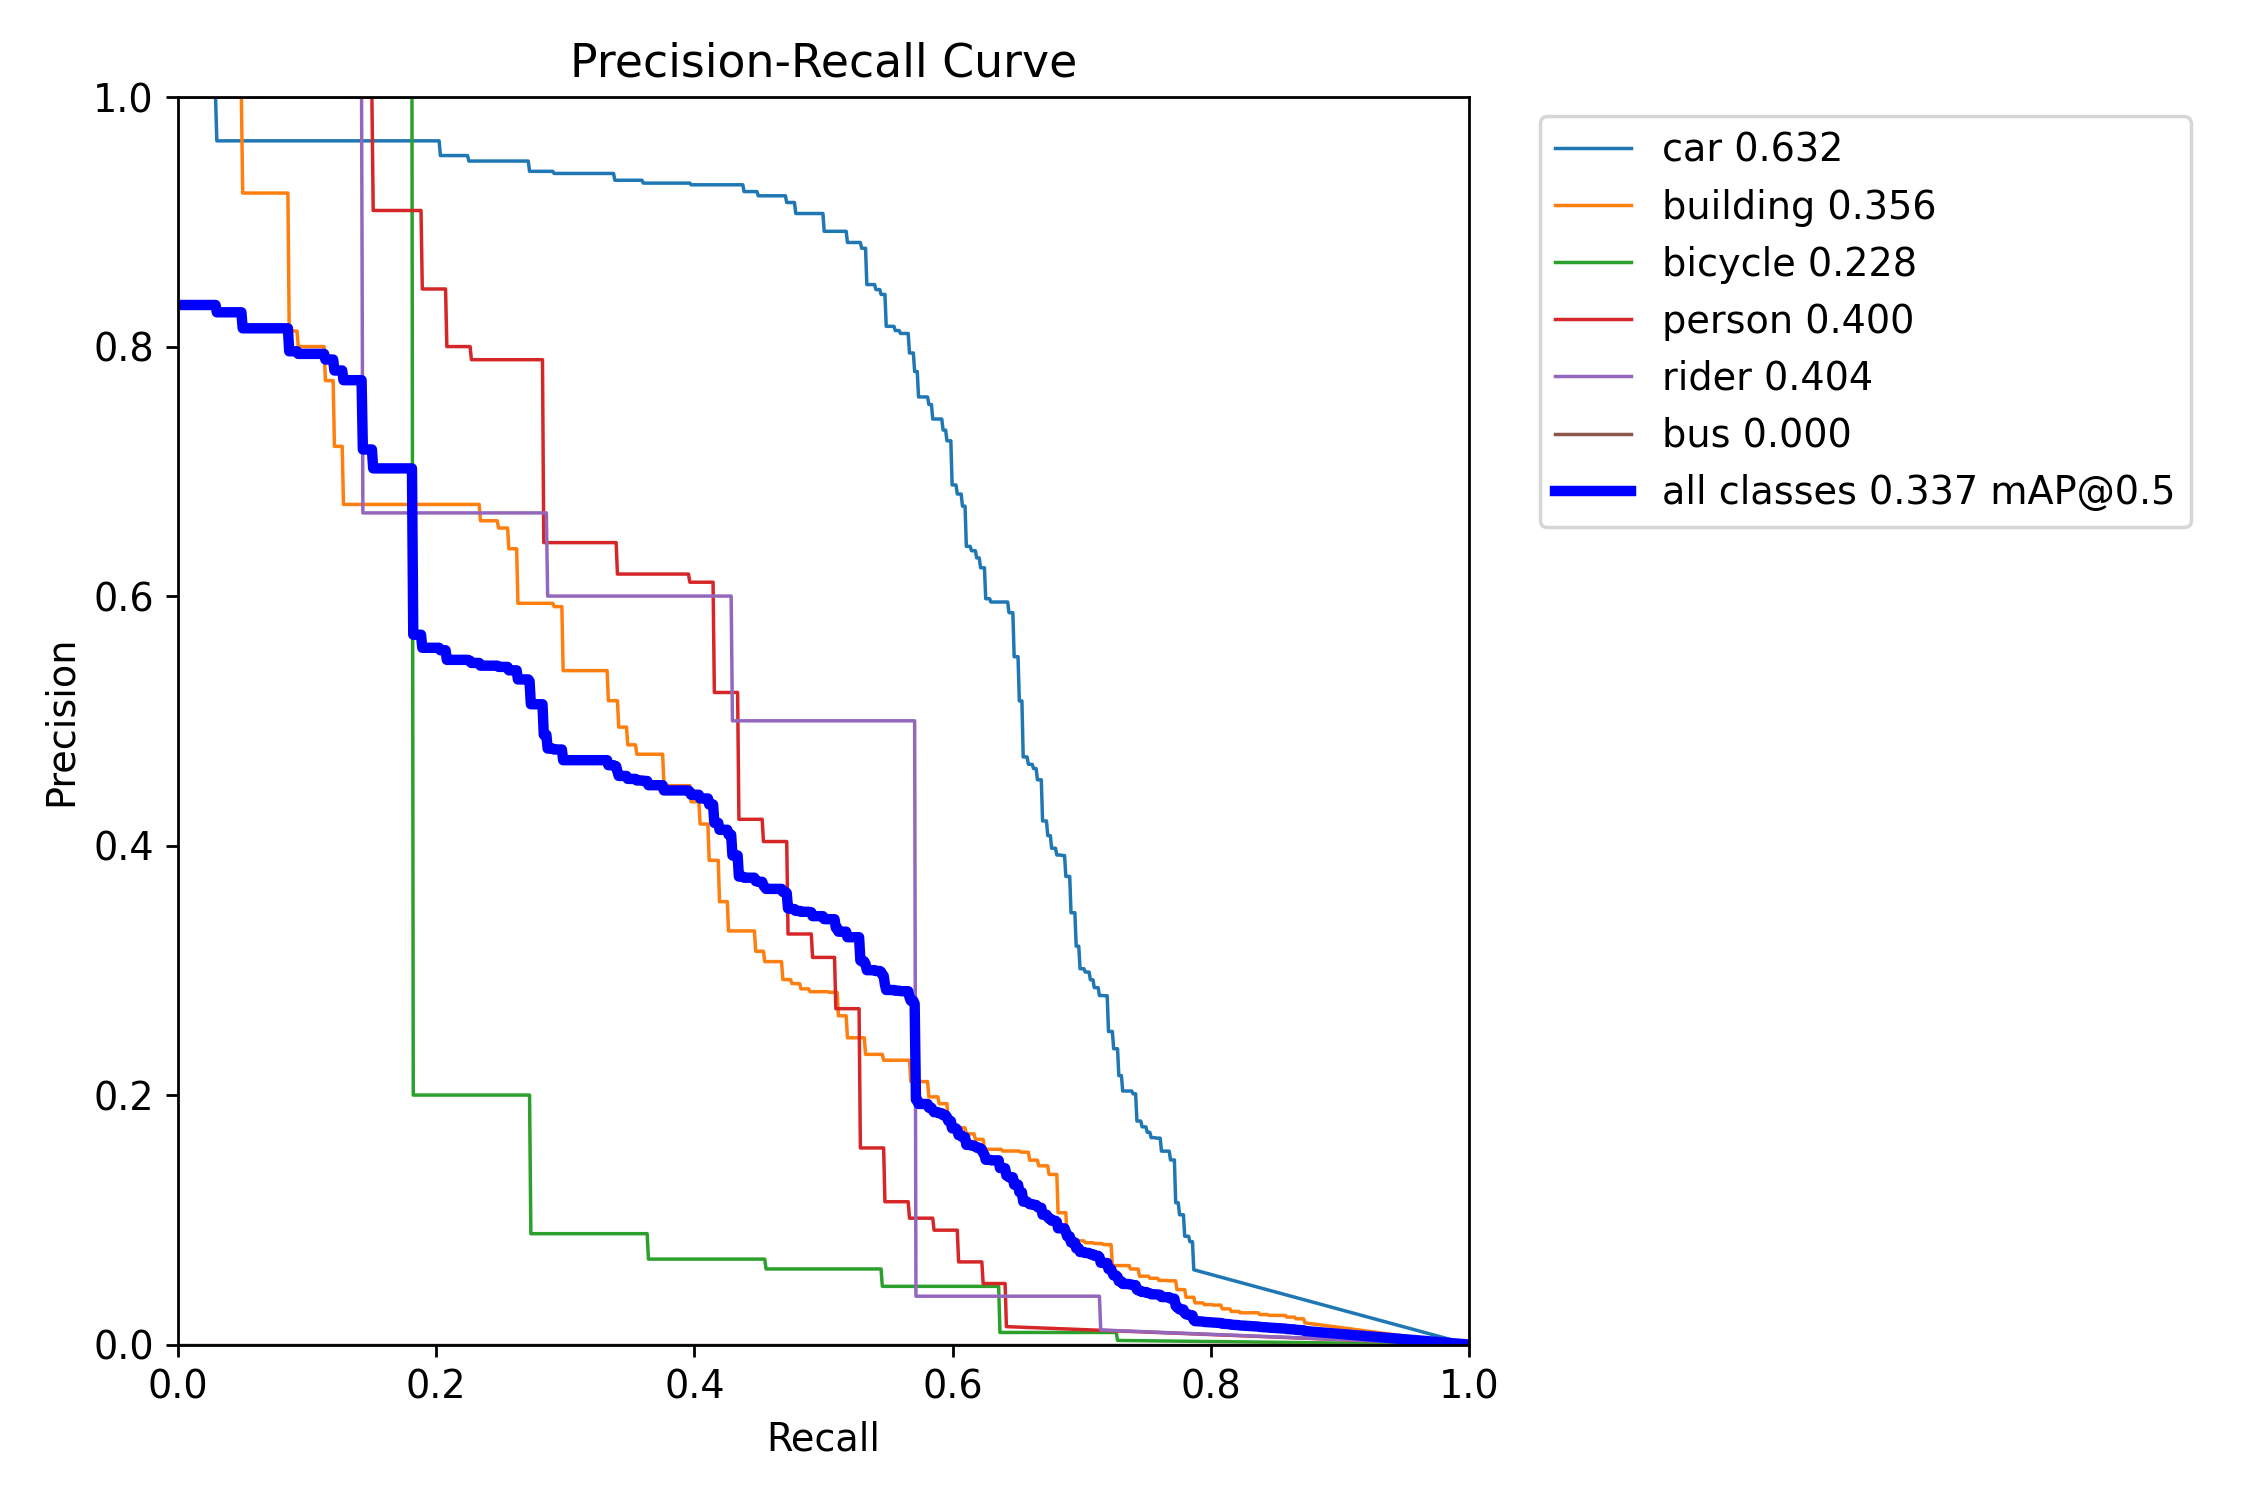 Precision-Recall Curve
1.0
0.8
0.6
0.4
0.2
0.0
Precision
0.0 0.2 0.4 0.6 0.8 1.0
Recall
car 0.632
building 0.356
bicycle 0.228
person 0.400
rider 0.404
bus 0.000
all classes 0.337 mAP@0.5